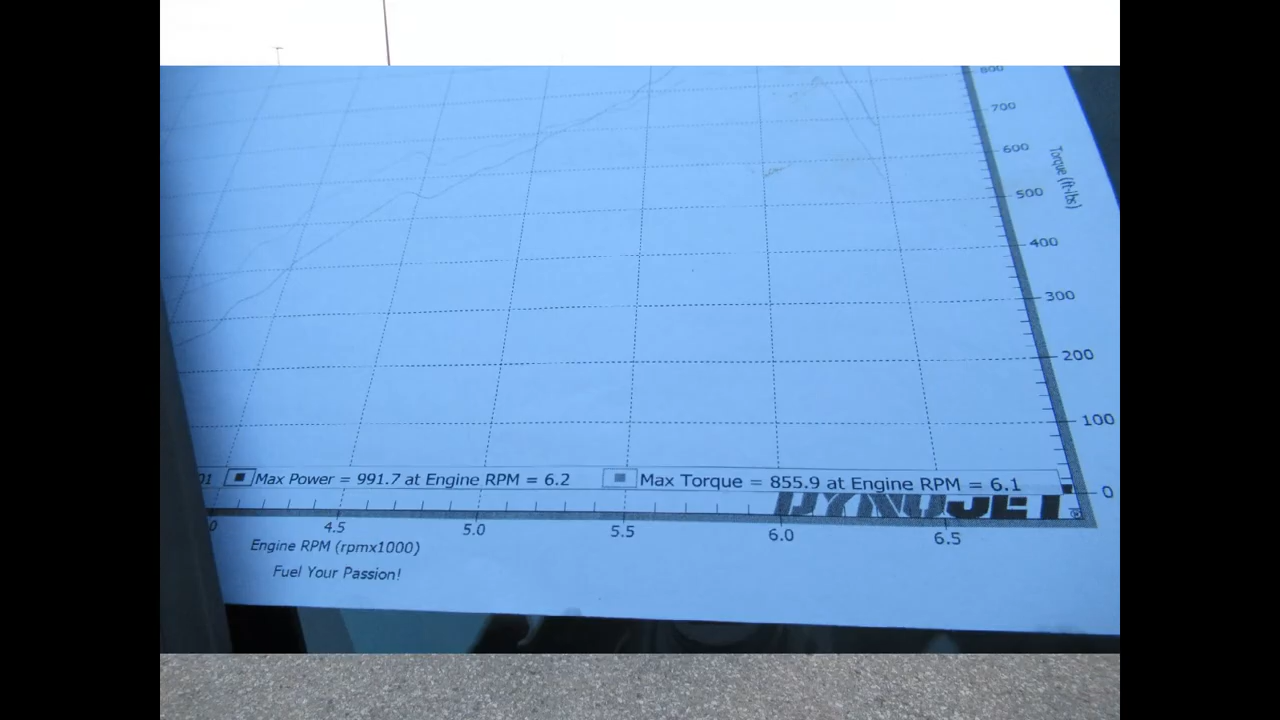 800
700
600
Torque (ft-lbs)
500
400
300
200
100
01 Max Power = 991.7 at Engine RPM = 6.2 Max Torque = 855.9 at Engine RPM = 6.1
0
DYNOJET ®
0 4.5 5.0 5.5 6.0 6.5
Engine RPM (rpmx1000)
Fuel Your Passion!